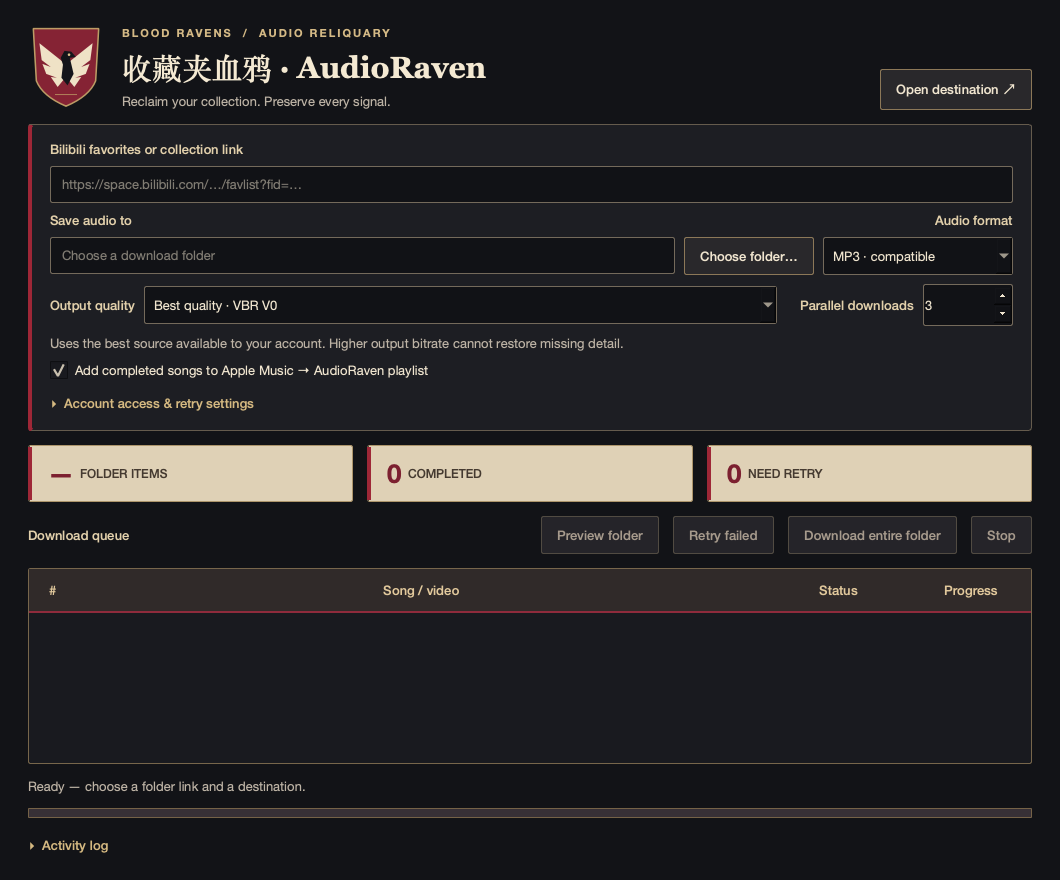 BLOOD RAVENS / AUDIO RELIQUARY
收藏夹血鸦 · AudioRaven
Reclaim your collection. Preserve every signal.
Open destination ↗
Bilibili favorites or collection link
https://space.bilibili.com/…/favlist?fid=…
Save audio to
Audio format
Choose a download folder
Choose folder…
MP3 · compatible
Output quality
Best quality · VBR V0
Parallel downloads
3
Uses the best source available to your account. Higher output bitrate cannot restore missing detail.
Add completed songs to Apple Music → AudioRaven playlist
Account access & retry settings
— FOLDER ITEMS
0 COMPLETED
0 NEED RETRY
Download queue
Preview folder
Retry failed
Download entire folder
Stop
#
Song / video
Status
Progress
Ready — choose a folder link and a destination.
Activity log